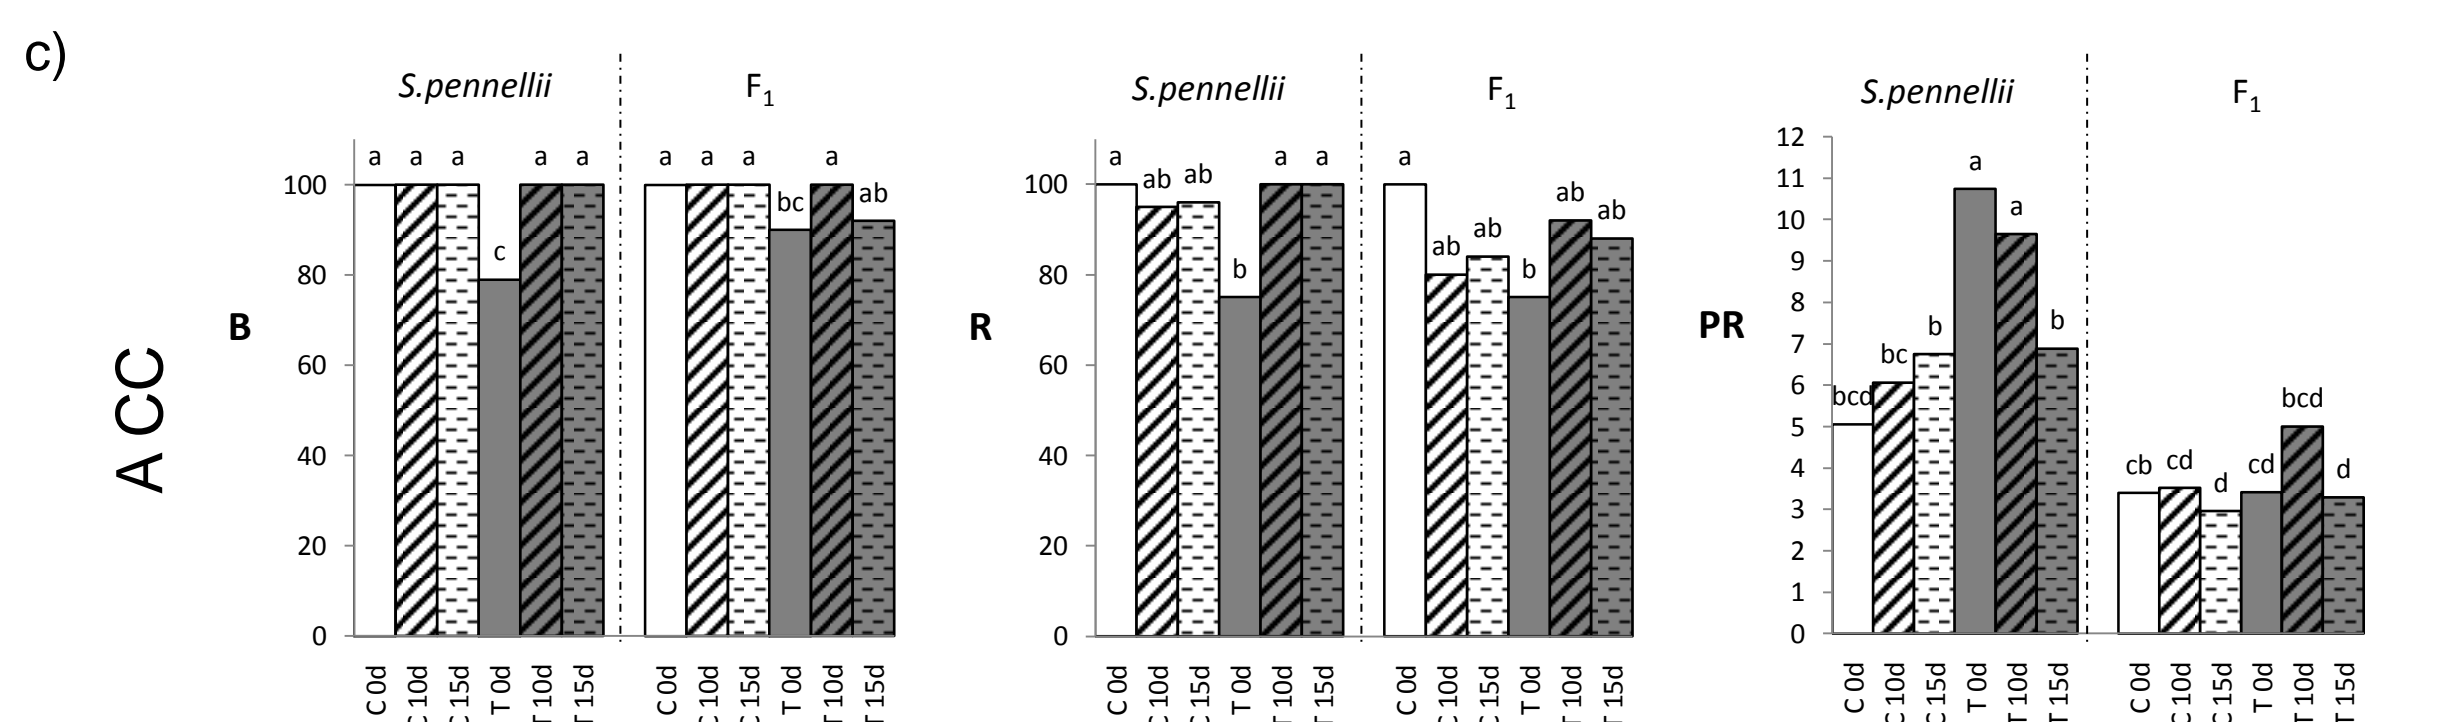 c)
A CCC
S.pennellii F1
B
100
80
60
40
20
0
a a a c a a a a a bc a ab
C 0d C 10d C 15d T 0d T 10d T 15d C 0d C 10d C 15d T 0d T 10d T 15d
S.pennellii F1
R
100
80
60
40
20
0
a ab ab b a a a ab ab b ab ab
C 0d C 10d C 15d T 0d T 10d T 15d C 0d C 10d C 15d T 0d T 10d T 15d
S.pennellii F1
PR
12
11
10
9
8
7
6
5
4
3
2
1
0
bcd bc b a a b cb cd d cd bcd d
C 0d C 10d C 15d T 0d T 10d T 15d C 0d C 10d C 15d T 0d T 10d T 15d